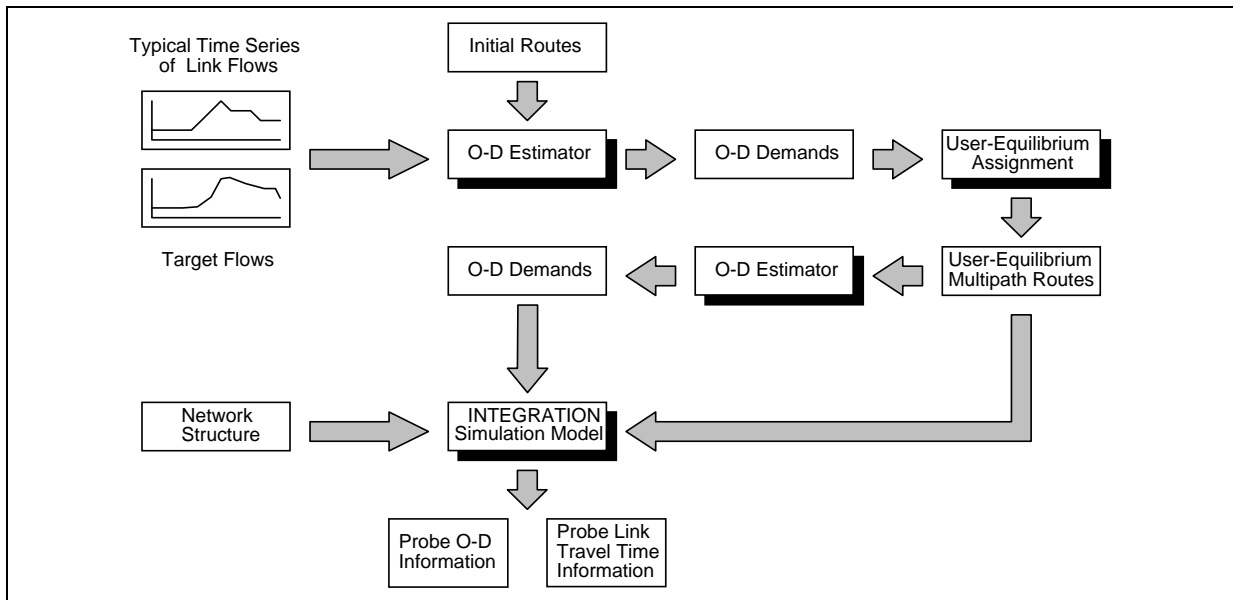 Typical Time Series
of Link Flows
Initial Routes
O-D Estimator
O-D Demands
User-Equilibrium
Assignment
Target Flows
O-D Demands
O-D Estimator
User-Equilibrium
Multipath Routes
Network
Structure
INTEGRATION
Simulation Model
Probe O-D
Information
Probe Link
Travel Time
Information